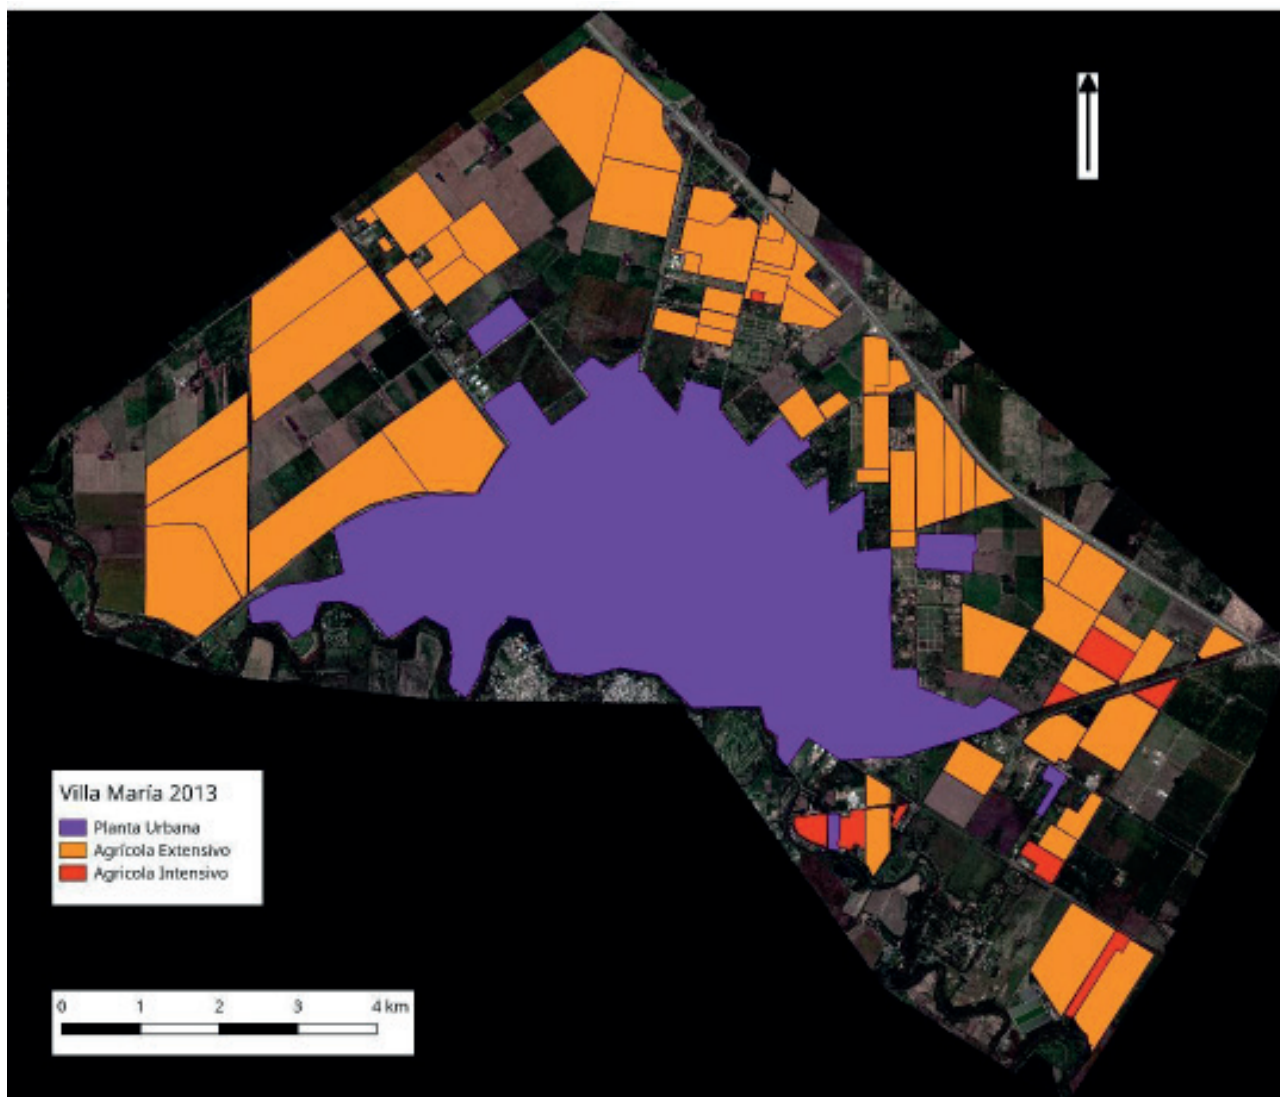 Villa María 2013
Planta Urbana
Agrícola Extensivo
Agrícola Intensivo
0 1 2 3 4 km